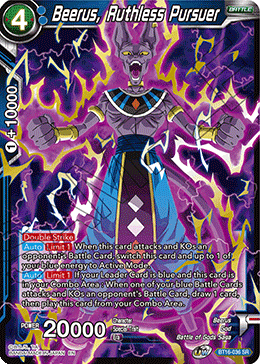 4
Beerus, Ruthless Pursuer
BATTLE
1 +10000
Double Strike
Auto Limit 1 When this card attacks and KOs an
opponent's Battle Card, switch this card and up to 1 of
your blue energy to Active Mode.
Auto Limit 1 If your Leader Card is blue and this card is
in your Combo Area: When one of your blue Battle Cards
attacks and KOs an opponent's Battle Card, draw 1 card,
then play this card from your Combo Area.
POWER
20000
Character
Special Trait
Era
Beerus
God
Battle of Gods Saga
BT16-036 SR